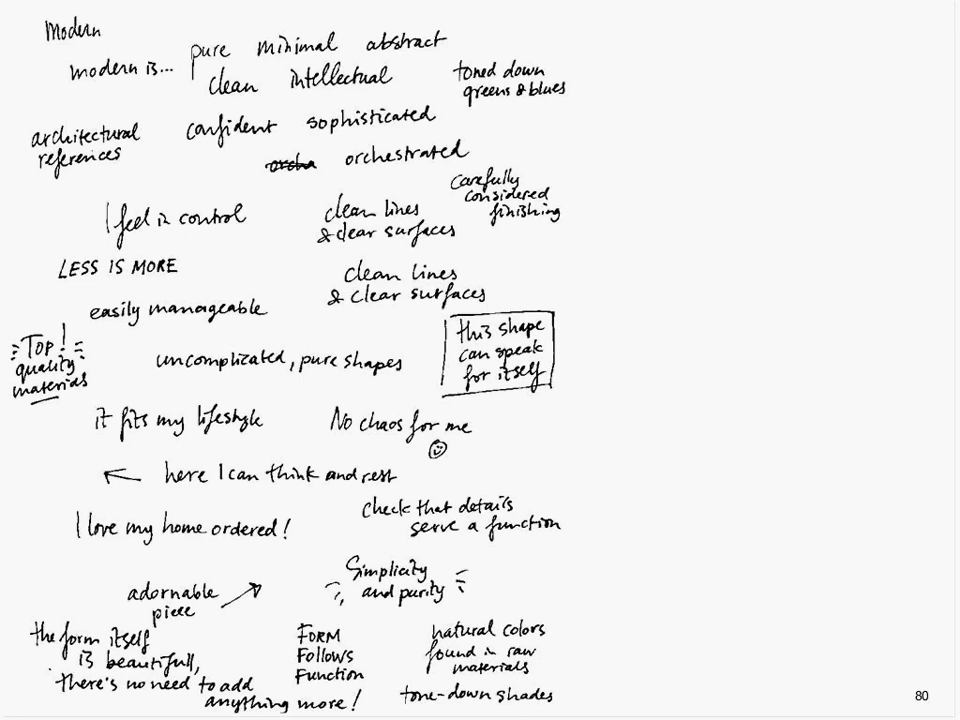 Modern
modern is...
pure minimal abstract
clean intellectual
toned down
greens & blues
architectural
references
confident sophisticated
orcha orchestrated
carefully
considered
finishing
I feel in control
clean lines
& clear surfaces
LESS IS MORE
clean lines
& clear surfaces
easily manageable
TOP!
quality
materials
uncomplicated, pure shapes
this shape
can speak
for itself
it fits my lifestyle
No chaos for me
here I can think and rest
I love my home ordered!
check that details
serve a function
Simplicity
and purity
adornable
piece
the form itself
is beautifull,
there's no need to add
anything more!
FORM
FOLLOWS
FUNCTION
natural colors
found in raw
materials
tone-down shades
80